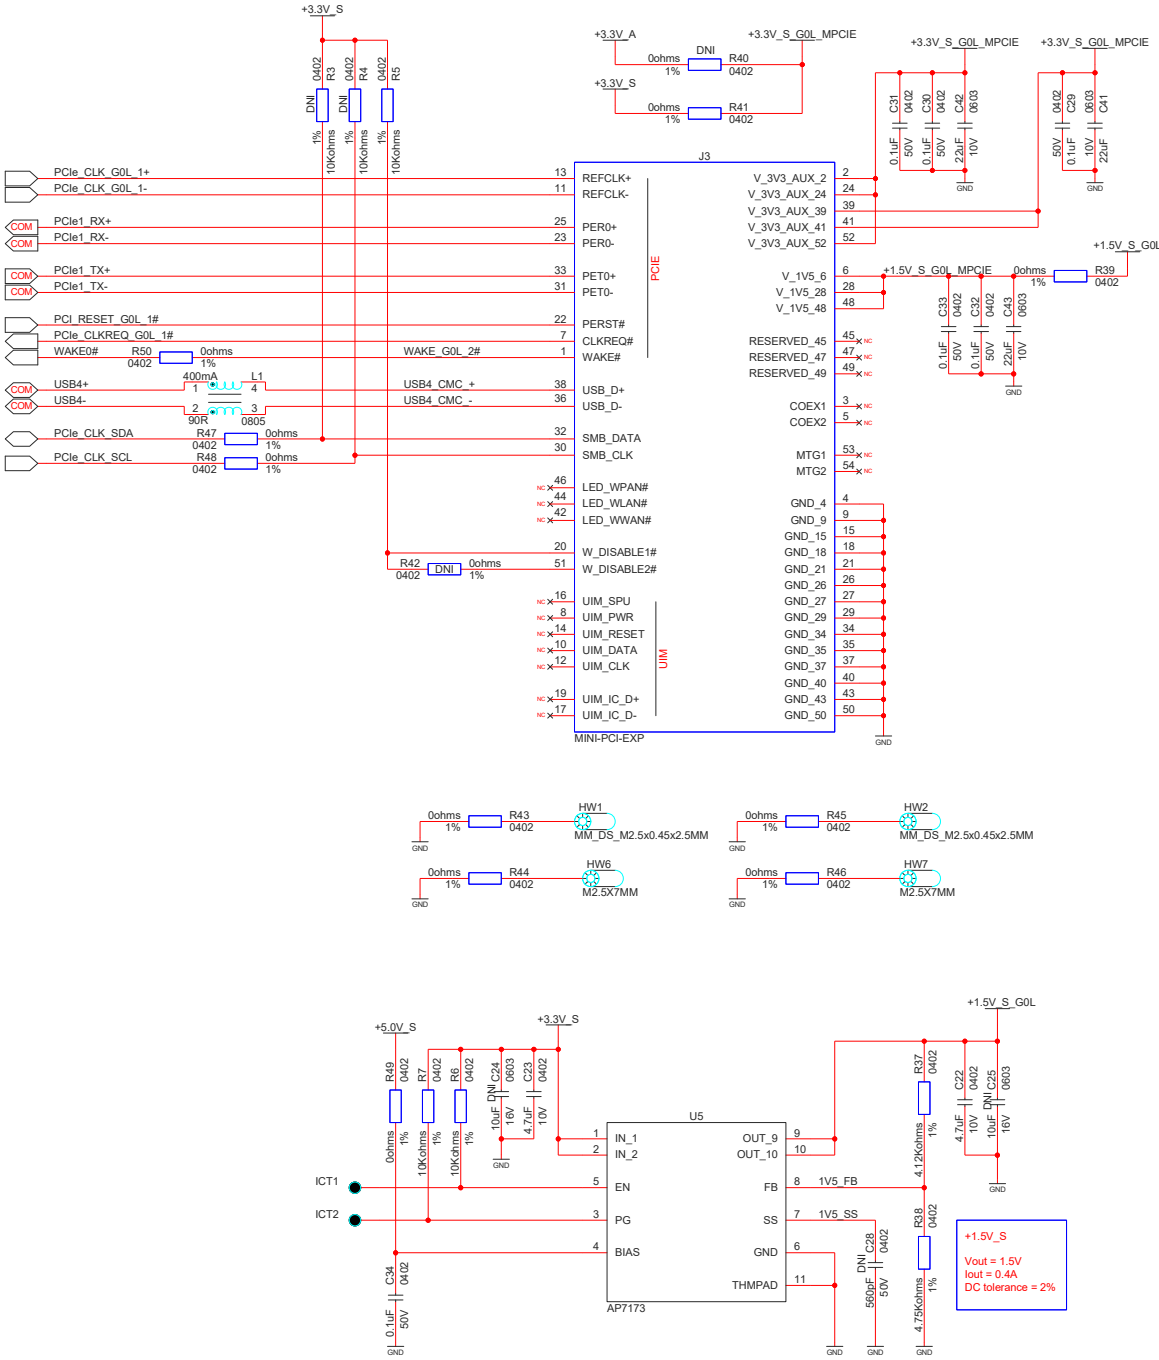 +3.3V_S
DNI 0402 R3 1% 10Kohms
DNI 0402 R4 1% 10Kohms
0402 R5 1% 10Kohms
+3.3V_A
0ohms DNI R40
1% 0402
+3.3V_S_G0L_MPCIE
+3.3V_S
0ohms R41
1% 0402
+3.3V_S_G0L_MPCIE
+3.3V_S_G0L_MPCIE
C31 0402 0.1uF 50V
C30 0402 0.1uF 50V
C42 0603 22uF 10V
GND
0402 C29 50V 0.1uF
0603 C41 10V 22uF
GND
J3
PCIe_CLK_G0L_1+ 13 REFCLK+
PCIe_CLK_G0L_1- 11 REFCLK-
COM PCIe1_RX+ 25 PER0+
COM PCIe1_RX- 23 PER0-
COM PCIe1_TX+ 33 PET0+
COM PCIe1_TX- 31 PET0-
PCI_RESET_G0L_1# 22 PERST#
PCIe_CLKREQ_G0L_1# 7 CLKREQ#
WAKE0# R50 0402 0ohms 1% WAKE_G0L_2# 1 WAKE#
PCIE
400mA L1
COM USB4+ 1 4 USB4_CMC_+ 38 USB_D+
COM USB4- 2 3 USB4_CMC_- 36 USB_D-
90R 0805
PCIe_CLK_SDA R47 0402 0ohms 1% 32 SMB_DATA
PCIe_CLK_SCL R48 0402 0ohms 1% 30 SMB_CLK
NC 46 LED_WPAN#
NC 44 LED_WLAN#
NC 42 LED_WWAN#
20 W_DISABLE1#
R42 0402 DNI 0ohms 1% 51 W_DISABLE2#
NC 16 UIM_SPU
NC 8 UIM_PWR
NC 14 UIM_RESET
NC 10 UIM_DATA
NC 12 UIM_CLK
NC 19 UIM_IC_D+
NC 17 UIM_IC_D-
UIM
MINI-PCI-EXP
V_3V3_AUX_2 2
V_3V3_AUX_24 24
V_3V3_AUX_39 39
V_3V3_AUX_41 41
V_3V3_AUX_52 52
V_1V5_6 6
V_1V5_28 28
V_1V5_48 48
+1.5V_S_G0L_MPCIE
0ohms R39
1% 0402
+1.5V_S_G0L
C33 0402 0.1uF 50V
C32 0402 0.1uF 50V
C43 0603 22uF 10V
GND
RESERVED_45 45 NC
RESERVED_47 47 NC
RESERVED_49 49 NC
COEX1 3 NC
COEX2 5 NC
MTG1 53 NC
MTG2 54 NC
GND_4 4
GND_9 9
GND_15 15
GND_18 18
GND_21 21
GND_26 26
GND_27 27
GND_29 29
GND_34 34
GND_35 35
GND_37 37
GND_40 40
GND_43 43
GND_50 50
GND
0ohms R43 HW1
1% 0402 MM_DS_M2.5x0.45x2.5MM
GND
0ohms R45 HW2
1% 0402 MM_DS_M2.5x0.45x2.5MM
GND
0ohms R44 HW6
1% 0402 M2.5X7MM
GND
0ohms R46 HW7
1% 0402 M2.5X7MM
GND
+5.0V_S
R49 0402 0ohms 1%
R7 0402 10Kohms 1%
R6 0402 10Kohms 1%
+3.3V_S
DNI C24 0603 10uF 16V
C23 0402 4.7uF 10V
GND
ICT1
ICT2
C34 0402 0.1uF 50V
GND
U5
1 IN_1
2 IN_2
5 EN
3 PG
4 BIAS
OUT_9 9
OUT_10 10
FB 8 1V5_FB
SS 7 1V5_SS
GND 6
THMPAD 11
AP7173
GND
DNI C28 0402 560pF 50V
GND
R37 0402 4.12Kohms 1%
R38 0402 4.75Kohms 1%
GND
+1.5V_S_G0L
C22 0402 4.7uF 10V
DNI C25 0603 10uF 16V
GND
+1.5V_S
Vout = 1.5V
Iout = 0.4A
DC tolerance = 2%